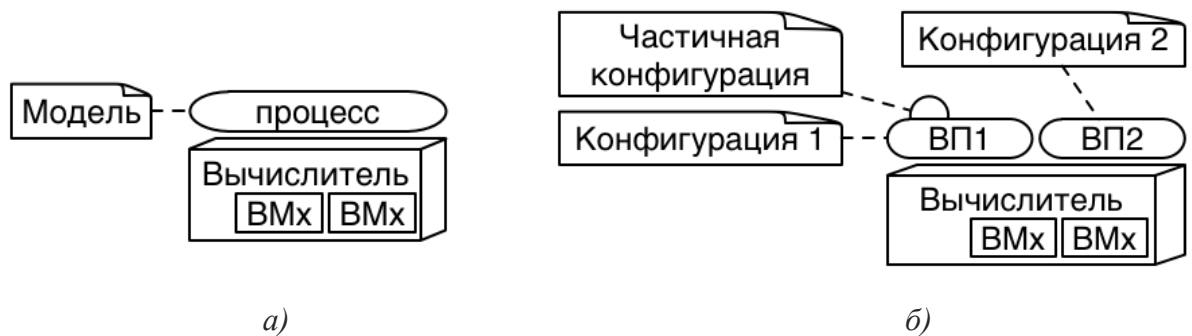 Модель
процесс
Вычислитель
ВМх ВМх
а)
Частичная
конфигурация
Конфигурация 2
Конфигурация 1
ВП1 ВП2
Вычислитель
ВМх ВМх
б)